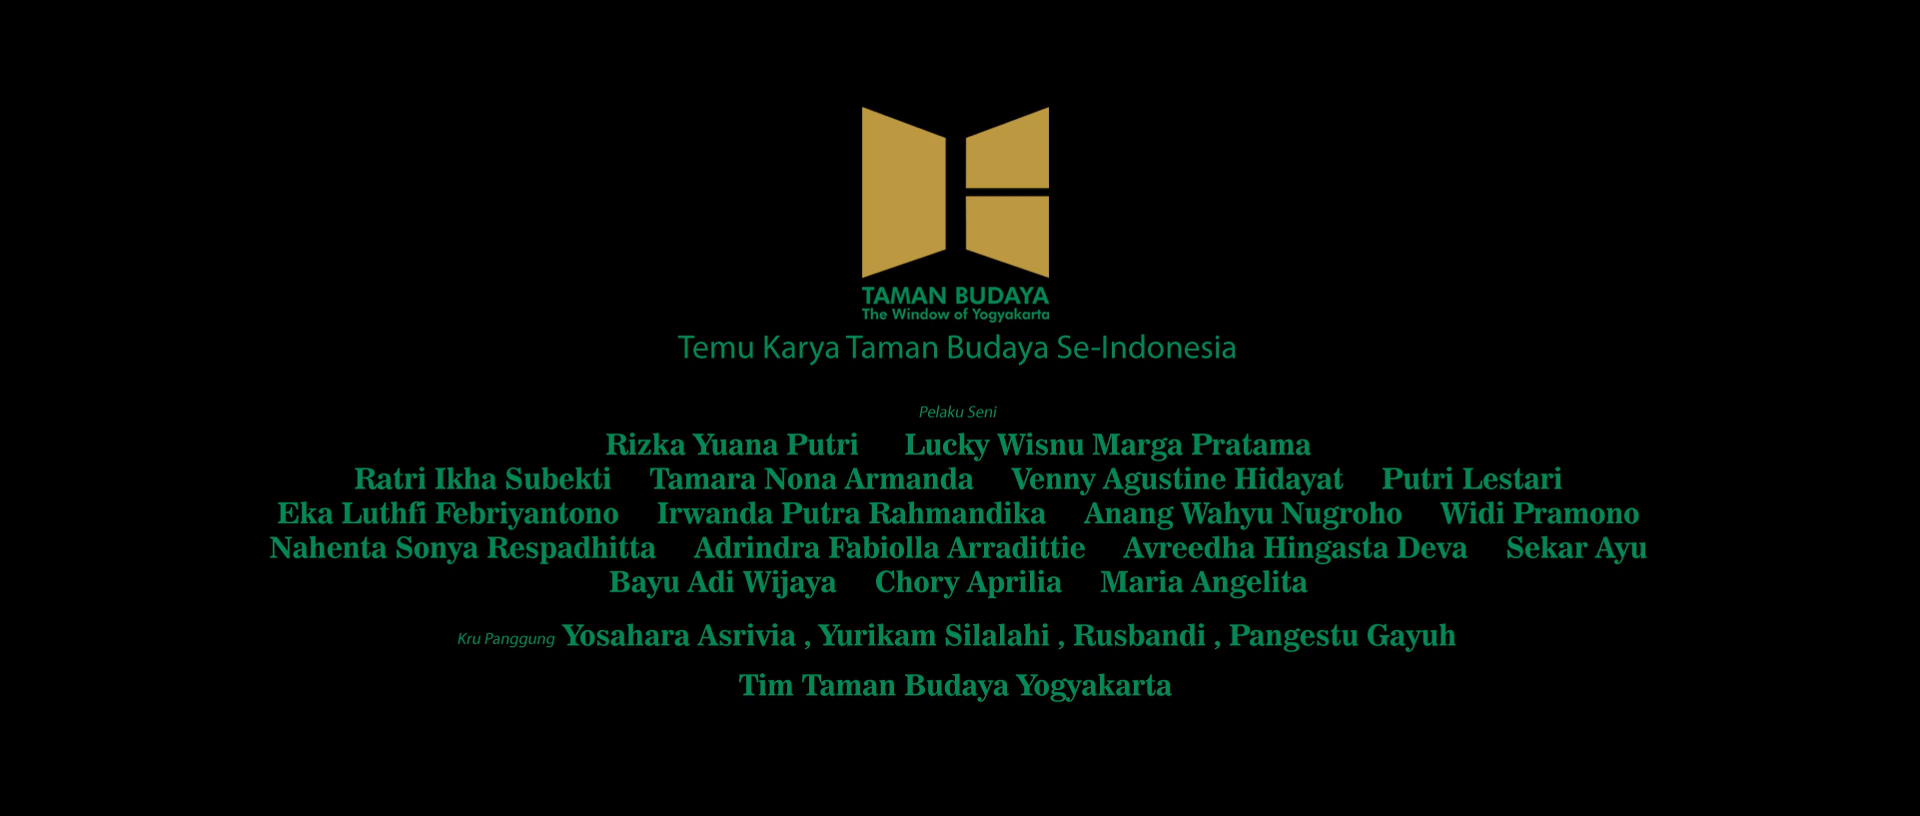 TAMAN BUDAYA
The Window of Yogyakarta
Temu Karya Taman Budaya Se-Indonesia
Pelaku Seni
Rizka Yuana Putri Lucky Wisnu Marga Pratama
Ratri Ikha Subekti Tamara Nona Armanda Venny Agustine Hidayat Putri Lestari
Eka Luthfi Febriyantono Irwanda Putra Rahmandika Anang Wahyu Nugroho Widi Pramono
Nahenta Sonya Respadhitta Adrindra Fabiolla Arradittie Avreedha Hingasta Deva Sekar Ayu
Bayu Adi Wijaya Chory Aprilia Maria Angelita
Kru Panggung Yosahara Asrivia , Yurikam Silalahi , Rusbandi , Pangestu Gayuh
Tim Taman Budaya Yogyakarta